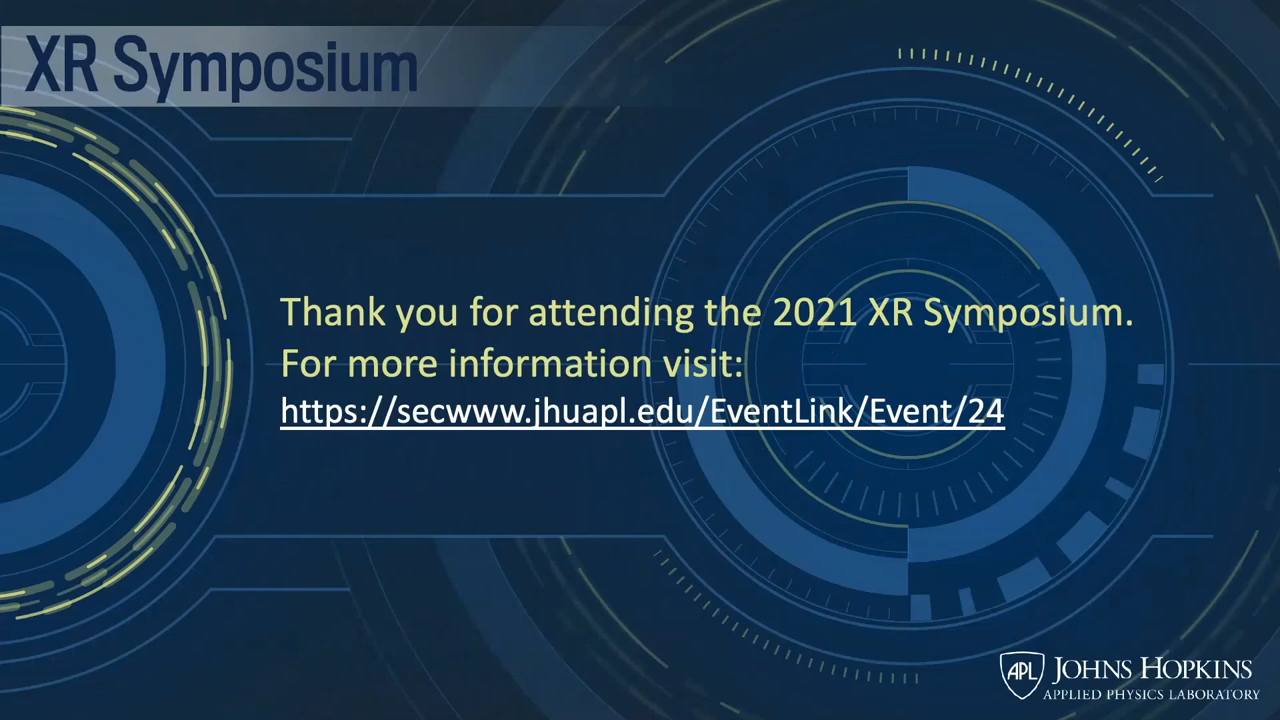 XR Symposium
Thank you for attending the 2021 XR Symposium.
For more information visit:
https://secwww.jhuapl.edu/EventLink/Event/24
APL JOHNS HOPKINS
APPLIED PHYSICS LABORATORY